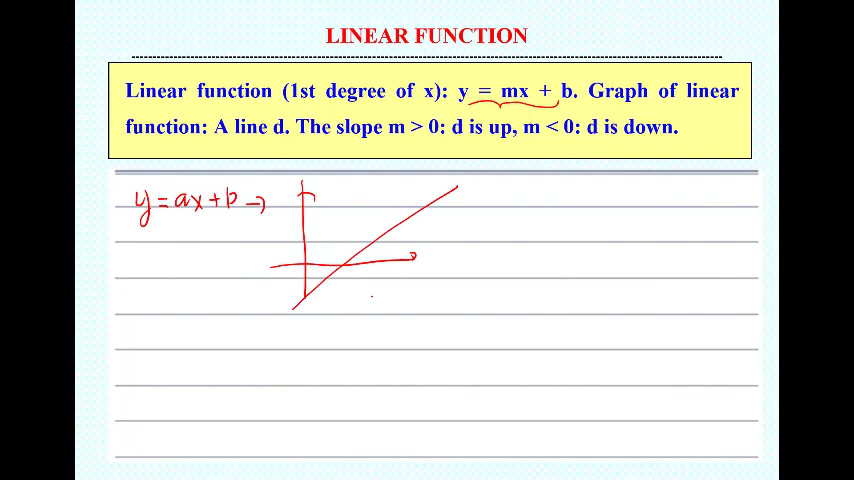 LINEAR FUNCTION
Linear function (1st degree of x): y = mx + b. Graph of linear
function: A line d. The slope m > 0: d is up, m < 0: d is down.
y = ax + b →